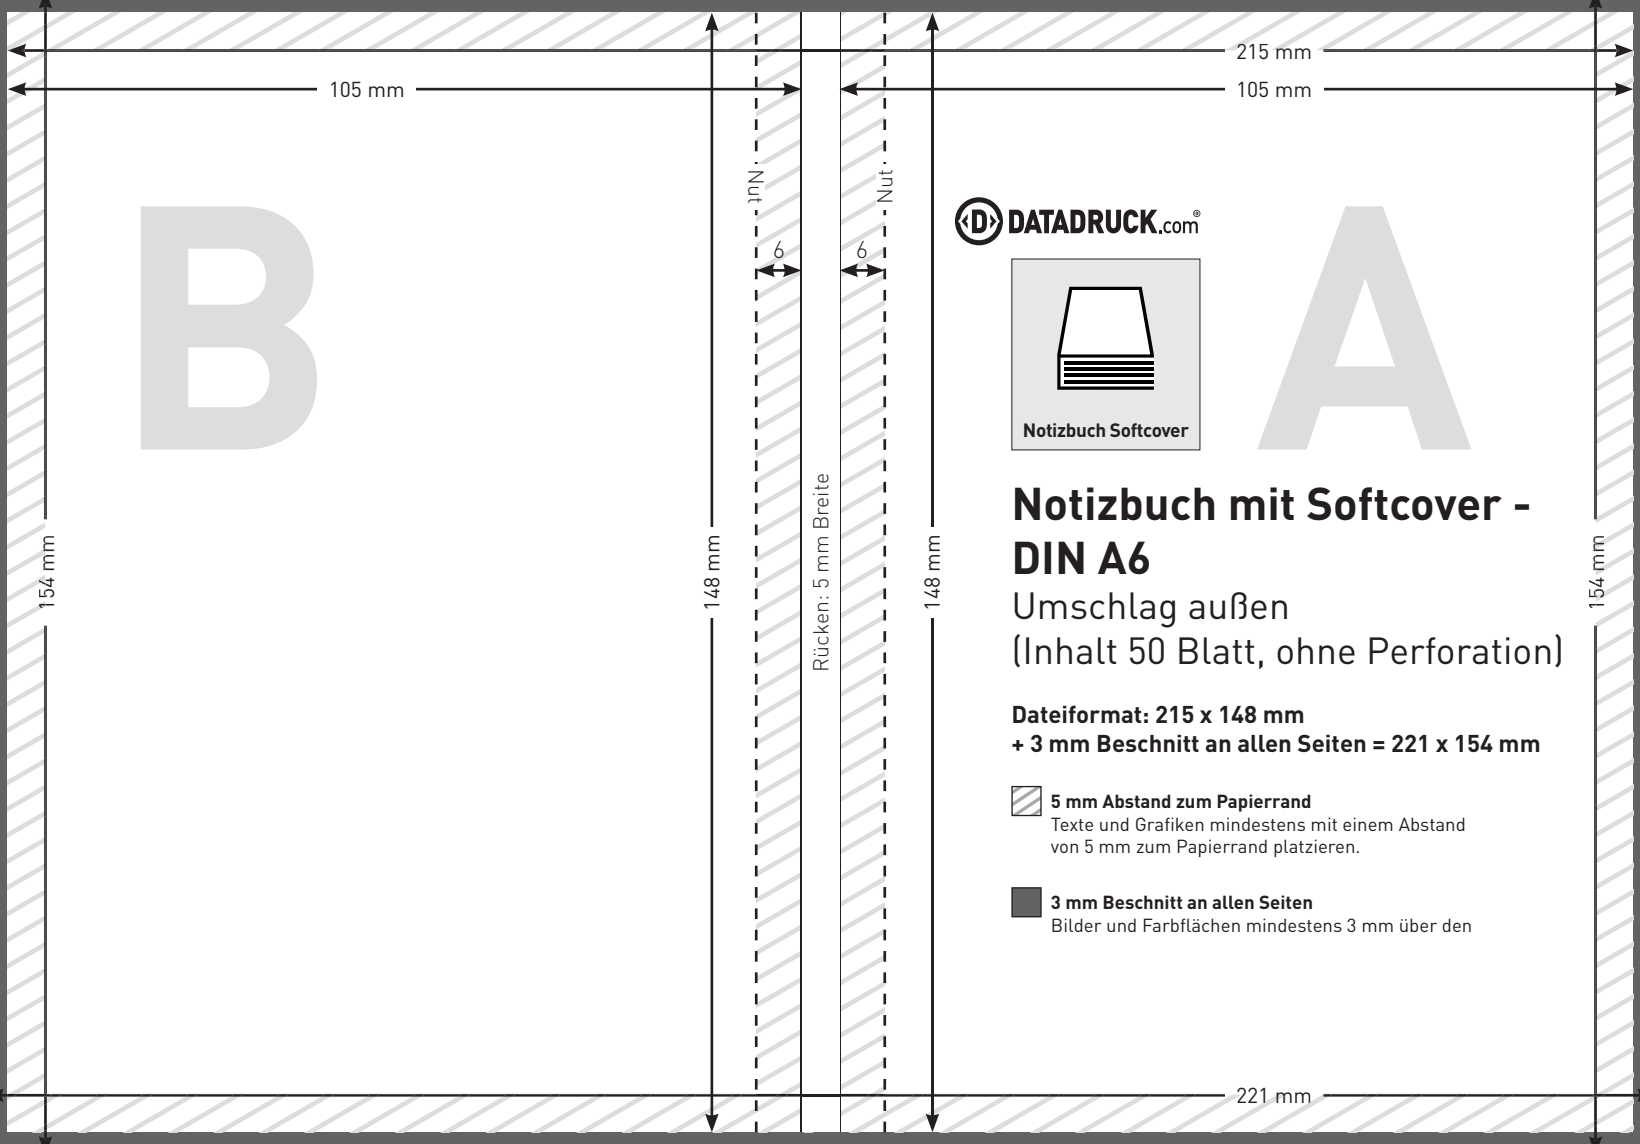 215 mm
105 mm
105 mm
Nut
Nut
6
6
B
DATADRUCK.com®
D
A
Notizbuch Softcover
Rücken: 5 mm Breite
154 mm
148 mm
148 mm
154 mm
Notizbuch mit Softcover -
DIN A6
Umschlag außen
(Inhalt 50 Blatt, ohne Perforation)
Dateiformat: 215 x 148 mm
+ 3 mm Beschnitt an allen Seiten = 221 x 154 mm
5 mm Abstand zum Papierrand
Texte und Grafiken mindestens mit einem Abstand
von 5 mm zum Papierrand platzieren.
3 mm Beschnitt an allen Seiten
Bilder und Farbflächen mindestens 3 mm über den
221 mm